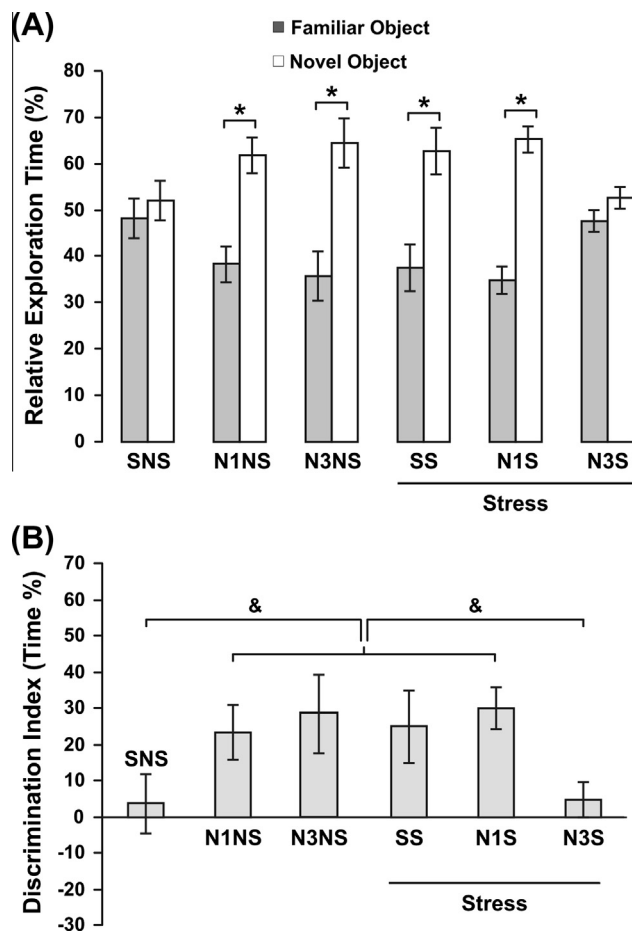 (A)
Familiar Object
Novel Object
Relative Exploration Time (%)
80
70
60
50
40
30
20
10
0
* * * *
SNS N1NS N3NS SS N1S N3S
Stress
(B)
Discrimination Index (Time %)
70
60
50
40
30
20
10
0
-10
-20
-30
& &
SNS
N1NS N3NS SS N1S N3S
Stress